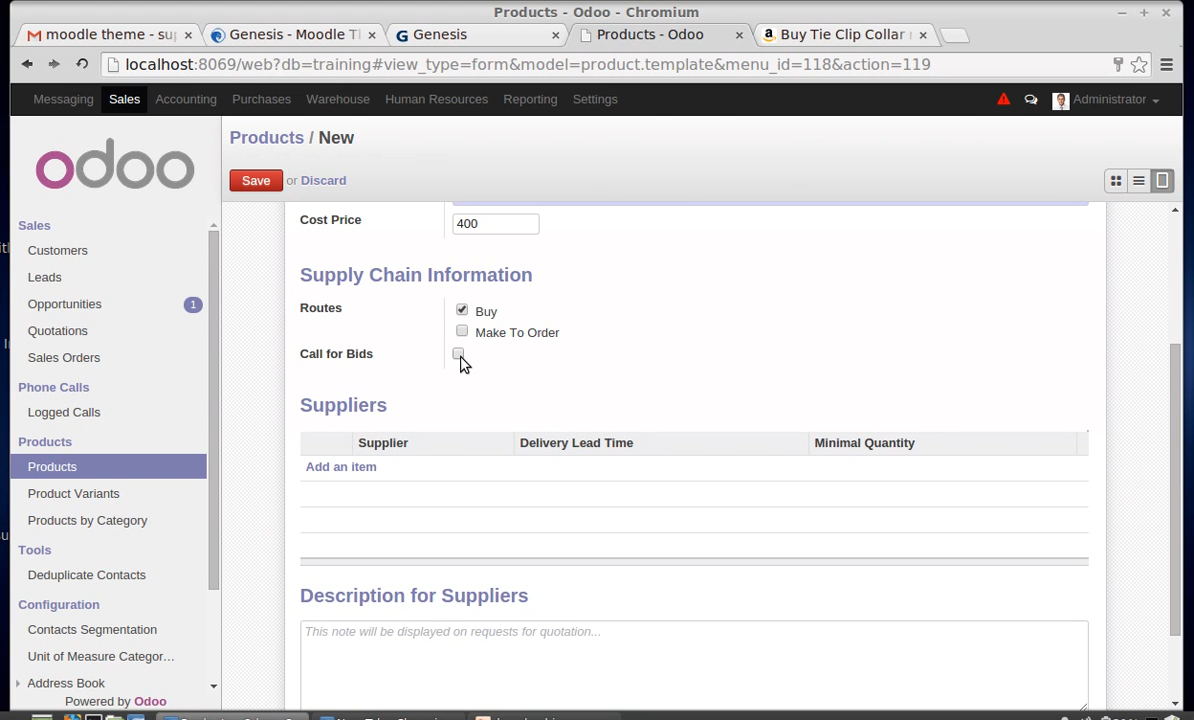 Products - Odoo - Chromium
moodle theme - su
Genesis - Moodle T
Genesis
Products - Odoo
Buy Tie Clip Collar
localhost:8069/web?db=training#view_type=form&model=product.template&menu_id=118&action=119
Messaging Sales Accounting Purchases Warehouse Human Resources Reporting Settings Administrator
odoo
Products / New
Save or Discard
Sales
Customers
Leads
Opportunities 1
Quotations
Sales Orders
Phone Calls
Logged Calls
Products
Products
Product Variants
Products by Category
Tools
Deduplicate Contacts
Configuration
Contacts Segmentation
Unit of Measure Categor...
Address Book
Powered by Odoo
Cost Price 400
Supply Chain Information
Routes Buy
Make To Order
Call for Bids
Suppliers
Supplier Delivery Lead Time Minimal Quantity
Add an item
Description for Suppliers
This note will be displayed on requests for quotation...